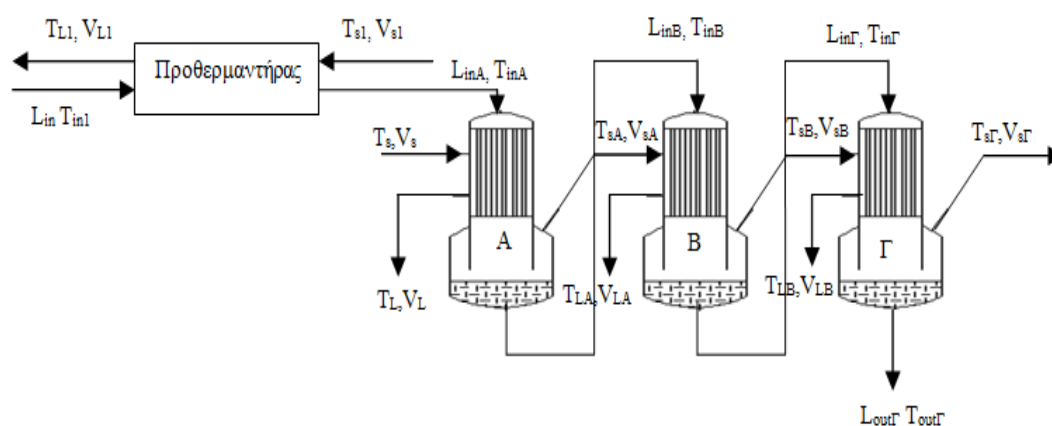 T_L1, V_L1
T_s1, V_s1
Προθερμαντήρας
L_in T_in1
L_inA, T_inA
L_inB, T_inB
L_inΓ, T_inΓ
T_s,V_s
T_sA,V_sA
T_sB,V_sB
T_sΓ,V_sΓ
A
B
Γ
T_L,V_L
T_LA,V_LA
T_LB,V_LB
L_outΓ T_outΓ